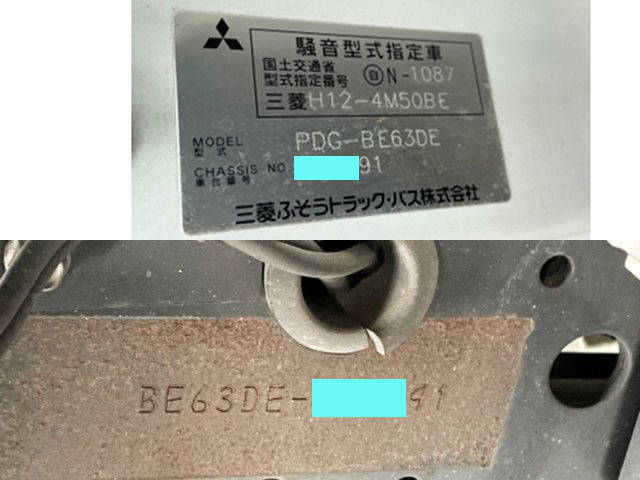 騒音型式指定車
国土交通省
型式指定番号 自N-1087
三菱H12-4M50BE
MODEL
型式
PDG-BE63DE
CHASSIS NO.
車台番号
91
三菱ふそうトラック・バス株式会社
BE63DE-
91